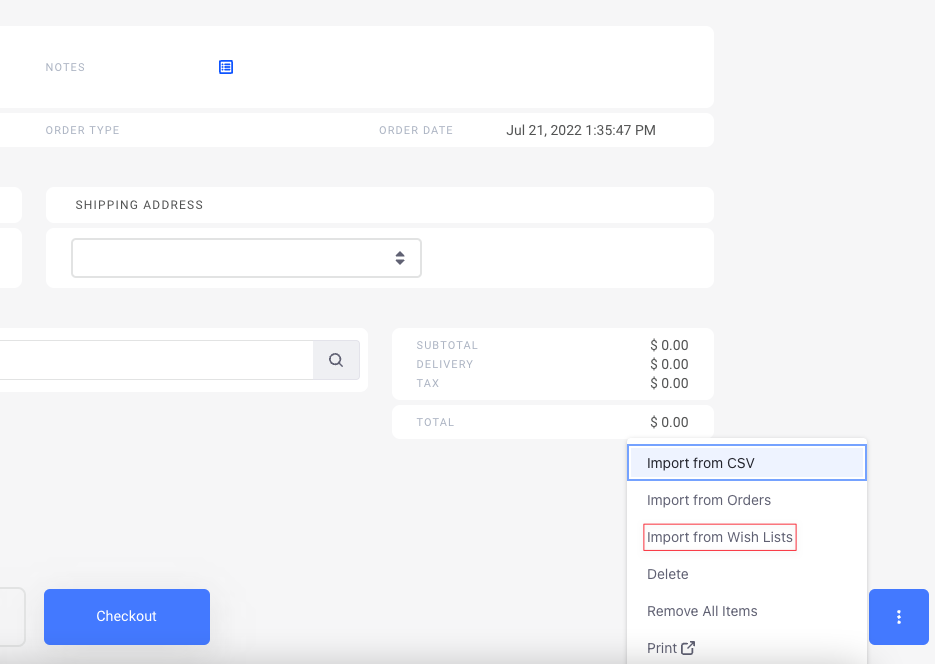 NOTES
ORDER TYPE
ORDER DATE
Jul 21, 2022 1:35:47 PM
SHIPPING ADDRESS
SUBTOTAL $ 0.00
DELIVERY $ 0.00
TAX $ 0.00
TOTAL $ 0.00
Import from CSV
Import from Orders
Import from Wish Lists
Delete
Remove All Items
Print
Checkout